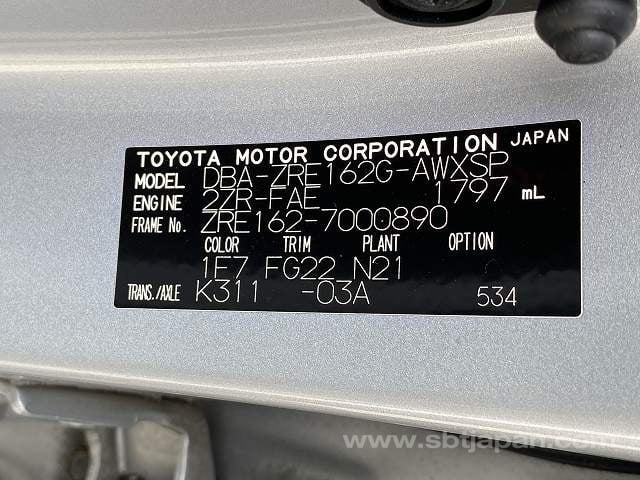 TOYOTA MOTOR CORPORATION JAPAN
MODEL DBA-ZRE162G-AWXSP
ENGINE 2ZR-FAE 1797 mL
FRAME No. ZRE162-7000890
COLOR TRIM PLANT OPTION
1F7 FG22 N21
TRANS./AXLE K311 -03A 534
www.sbtjapan.com